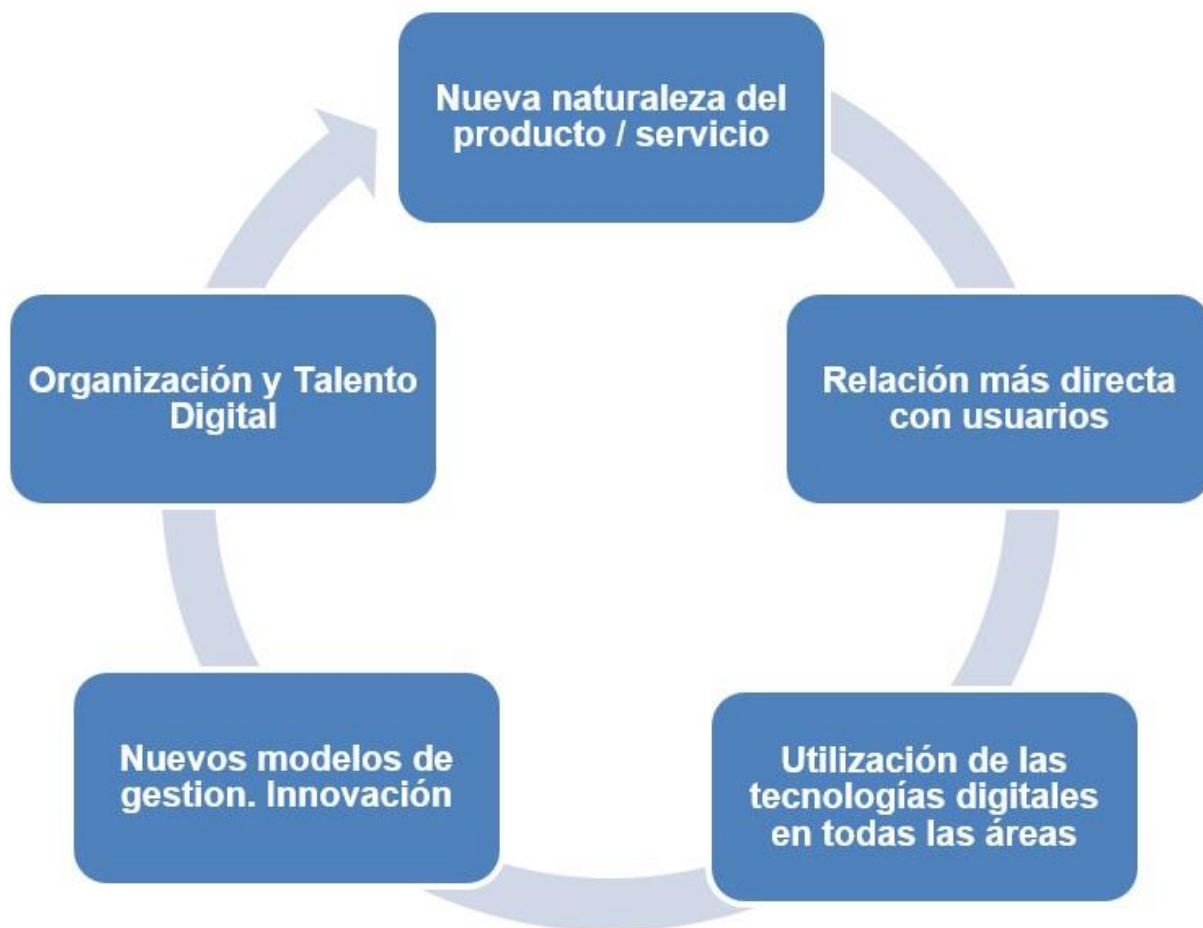 Nueva naturaleza del
producto / servicio
Relación más directa
con usuarios
Utilización de las
tecnologías digitales
en todas las áreas
Nuevos modelos de
gestion. Innovación
Organización y Talento
Digital